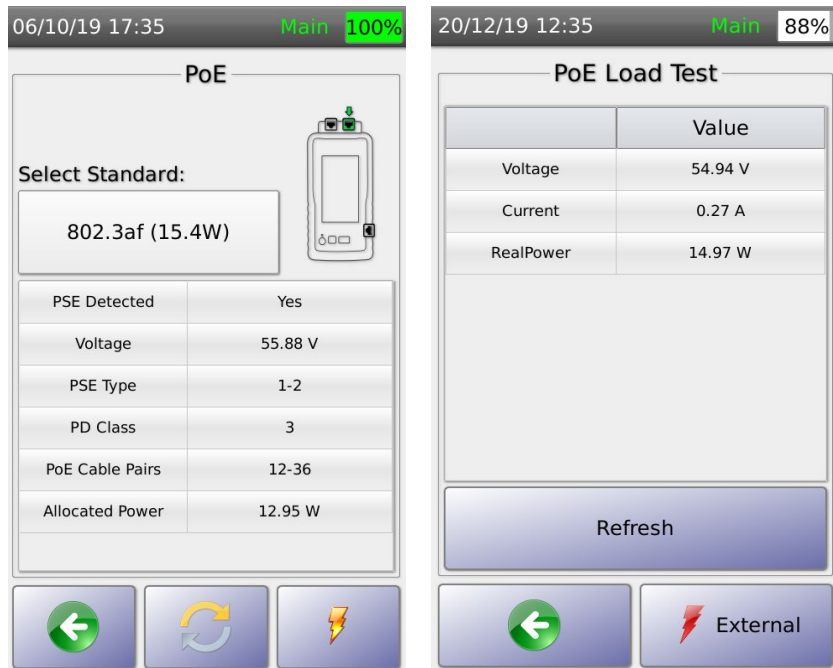 06/10/19 17:35 Main 100%
PoE
Select Standard:
802.3af (15.4W)
PSE Detected Yes
Voltage 55.88 V
PSE Type 1-2
PD Class 3
PoE Cable Pairs 12-36
Allocated Power 12.95 W
20/12/19 12:35 Main 88%
PoE Load Test
Value
Voltage 54.94 V
Current 0.27 A
RealPower 14.97 W
Refresh
External